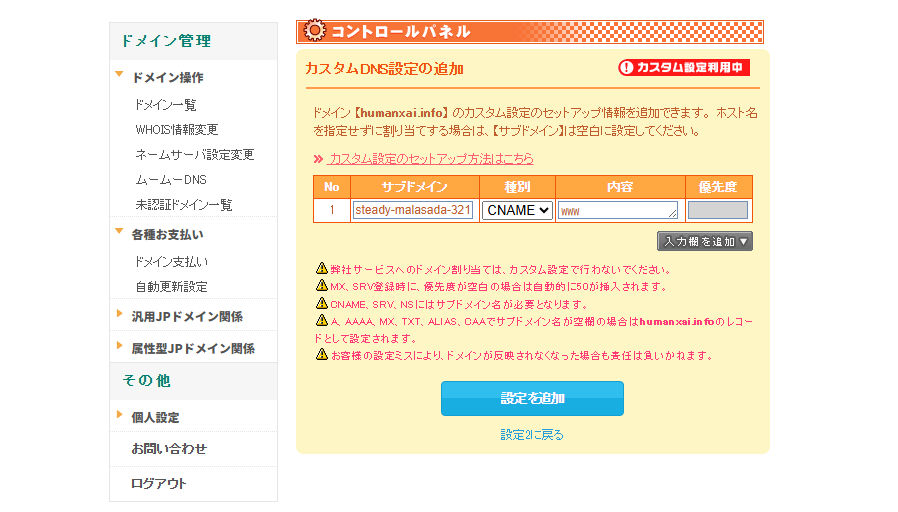 ドメイン管理
ドメイン操作
ドメイン一覧
WHOIS情報変更
ネームサーバ設定変更
ムームーDNS
未認証ドメイン一覧
各種お支払い
ドメイン支払い
自動更新設定
汎用JPドメイン関係
属性型JPドメイン関係
その他
個人設定
お問い合わせ
ログアウト
コントロールパネル
カスタムDNS設定の追加
カスタム設定利用中
ドメイン【humanxai.info】のカスタム設定のセットアップ情報を追加できます。 ホスト名
を指定せずに割り当てする場合は、【サブドメイン】は空白に設定してください。
カスタム設定のセットアップ方法はこちら
No サブドメイン 種別 内容 優先度
1 steady-malasada-321 CNAME www
入力欄を追加▼
弊社サービスへのドメイン割り当ては、カスタム設定で行わないでください。
MX、SRV登録時に、優先度が空白の場合は自動的に50が挿入されます。
CNAME、SRV、NSにはサブドメイン名が必要となります。
A、AAAA、MX、TXT、ALIAS、CAAでサブドメイン名が空欄の場合はhumanxai.infoのレコー
ドとして設定されます。
お客様の設定ミスにより、ドメインが反映されなくなった場合も責任は負いかねます。
設定を追加
設定2に戻る